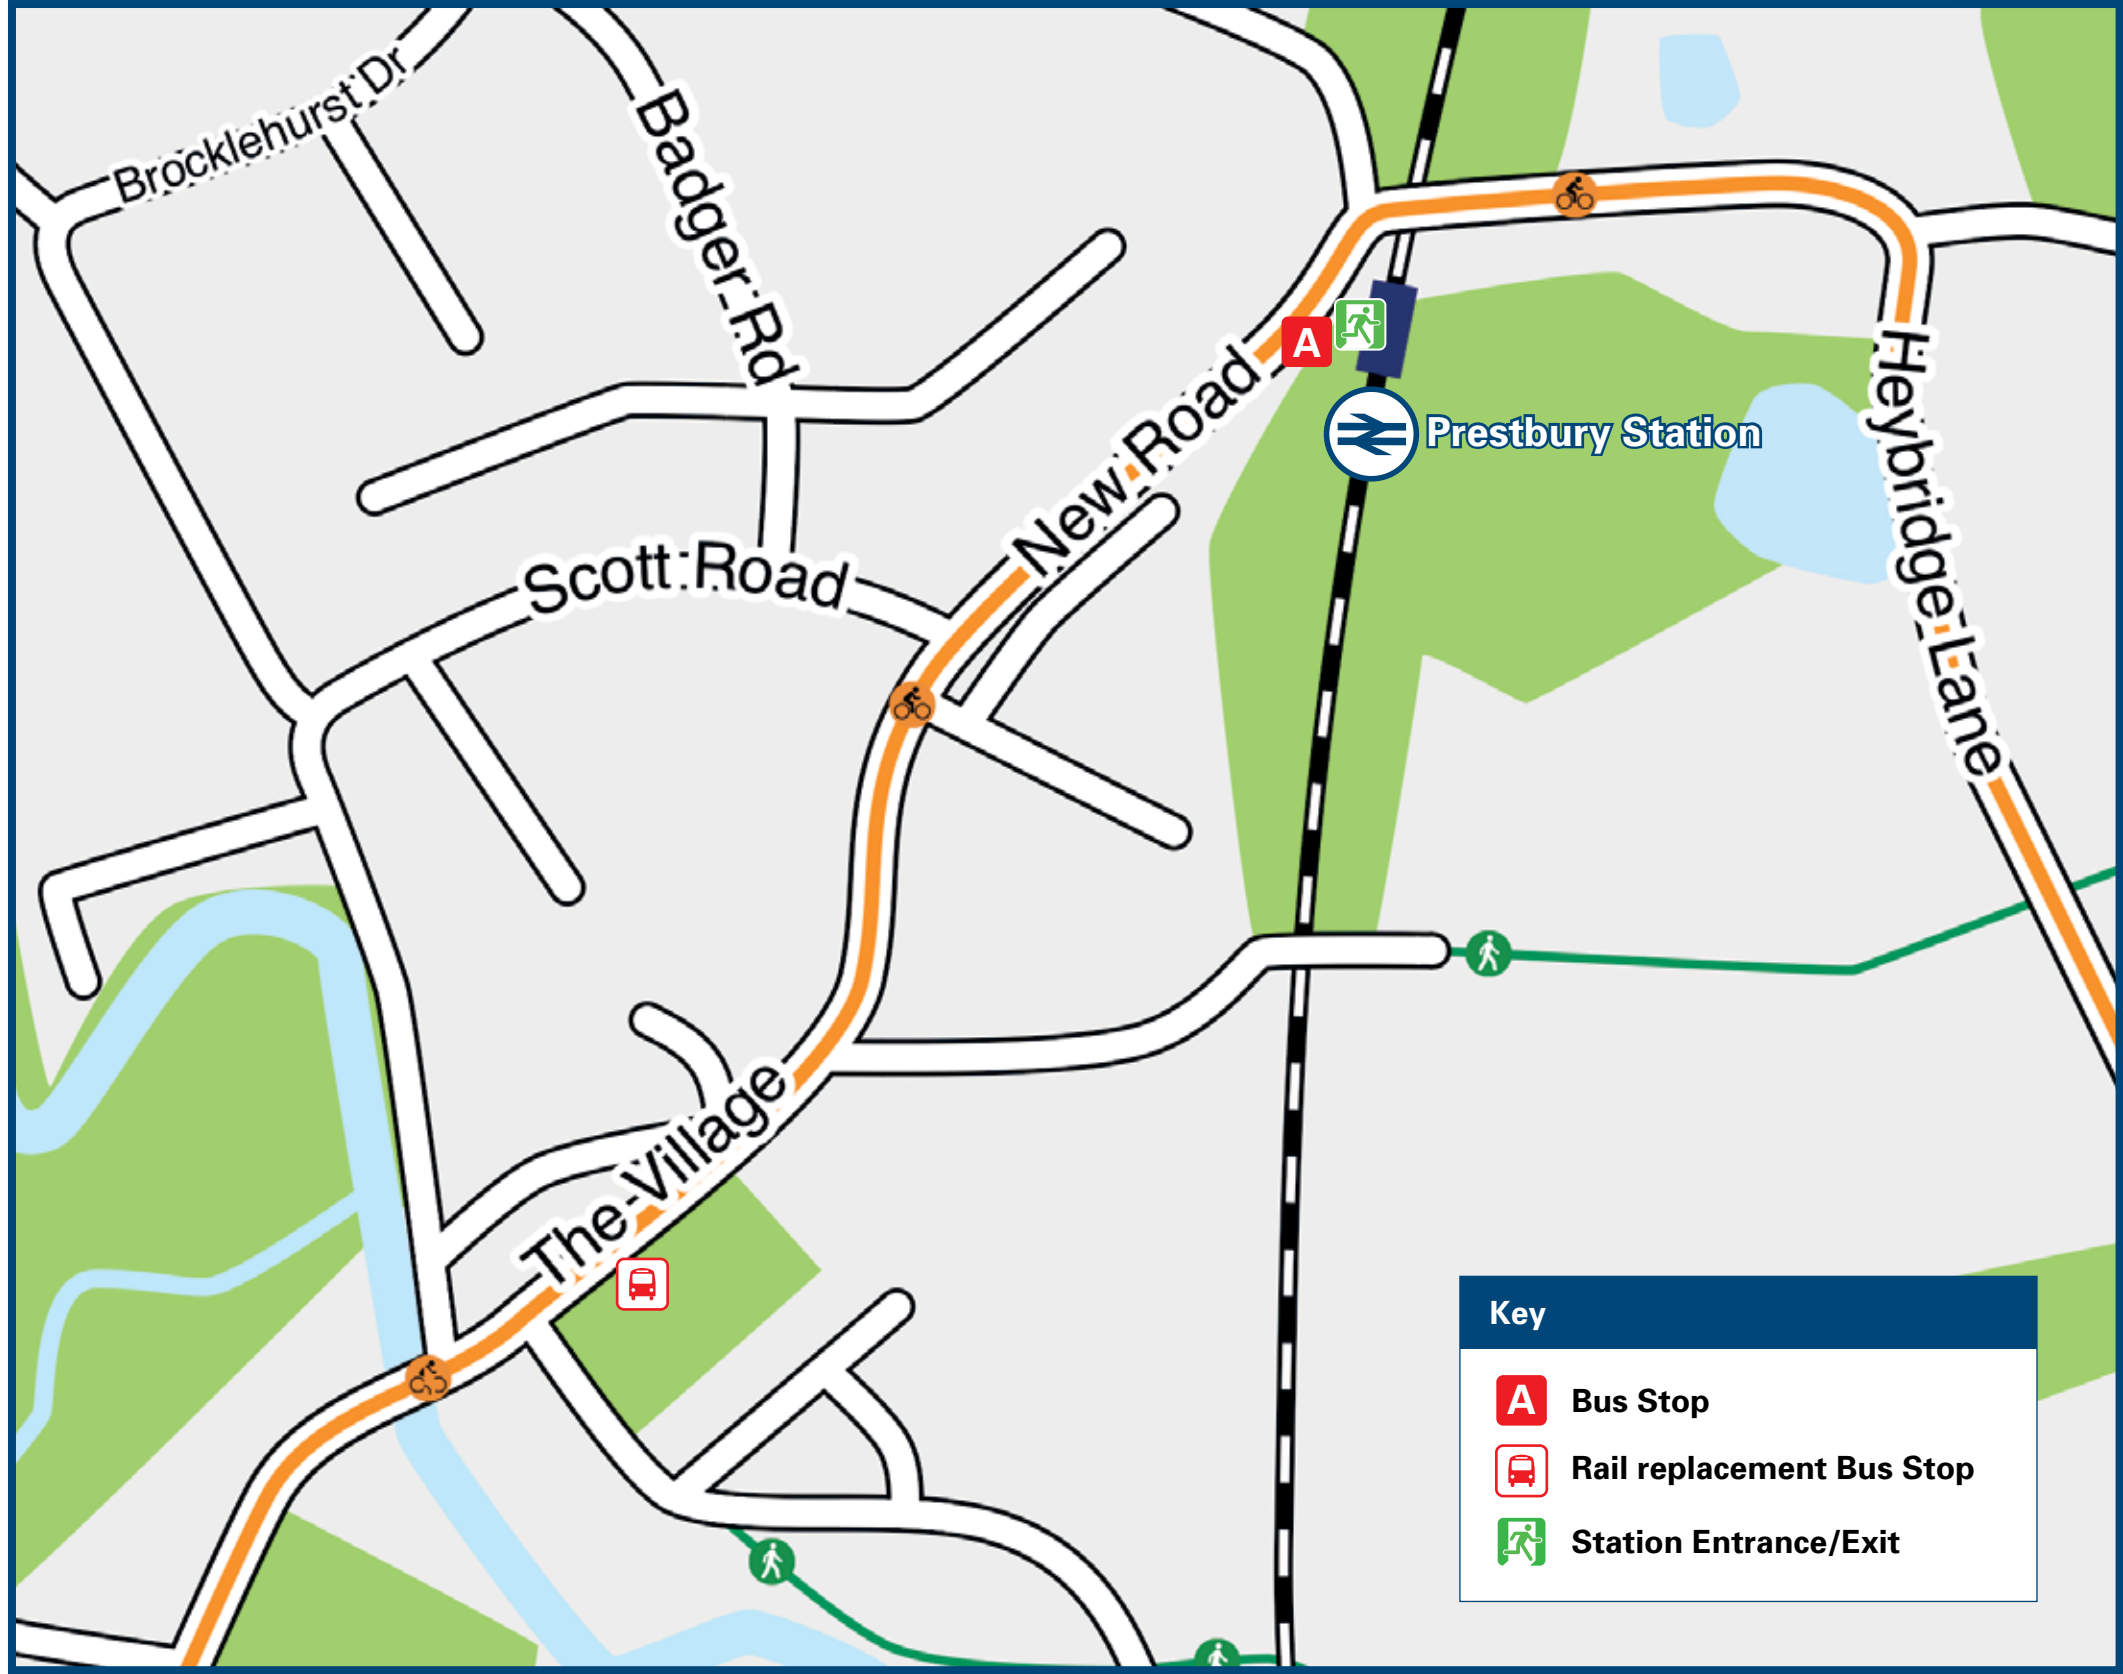 Brocklehurst Dr
Badger Rd
A
New Road
Prestbury Station
Heybridge Lane
Scott Road
The Village
Key
A Bus Stop
Rail replacement Bus Stop
Station Entrance/Exit